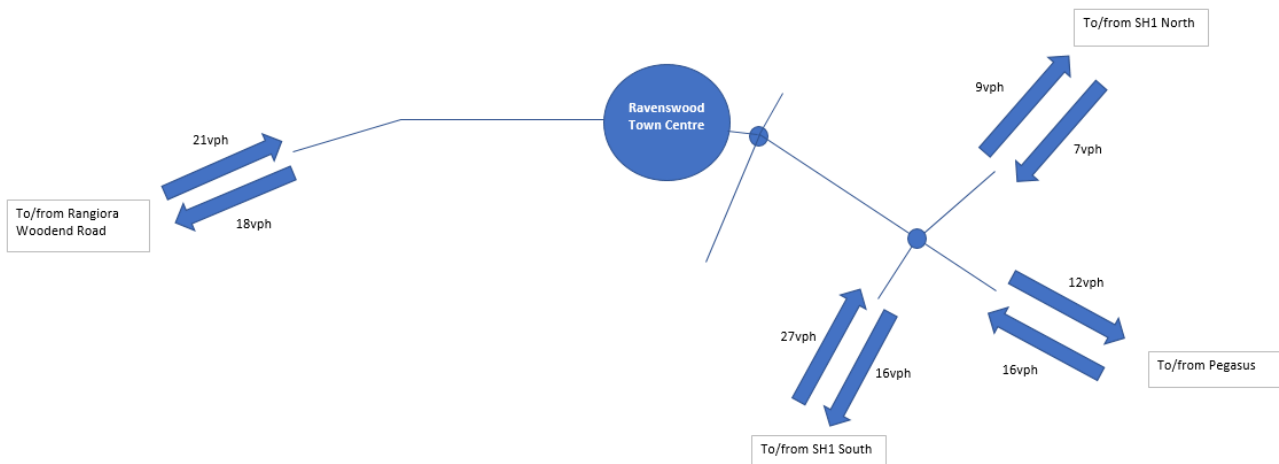 To/from SH1 North
9vph
7vph
Ravenswood
Town Centre
21vph
18vph
To/from Rangiora
Woodend Road
12vph
16vph
To/from Pegasus
27vph
16vph
To/from SH1 South